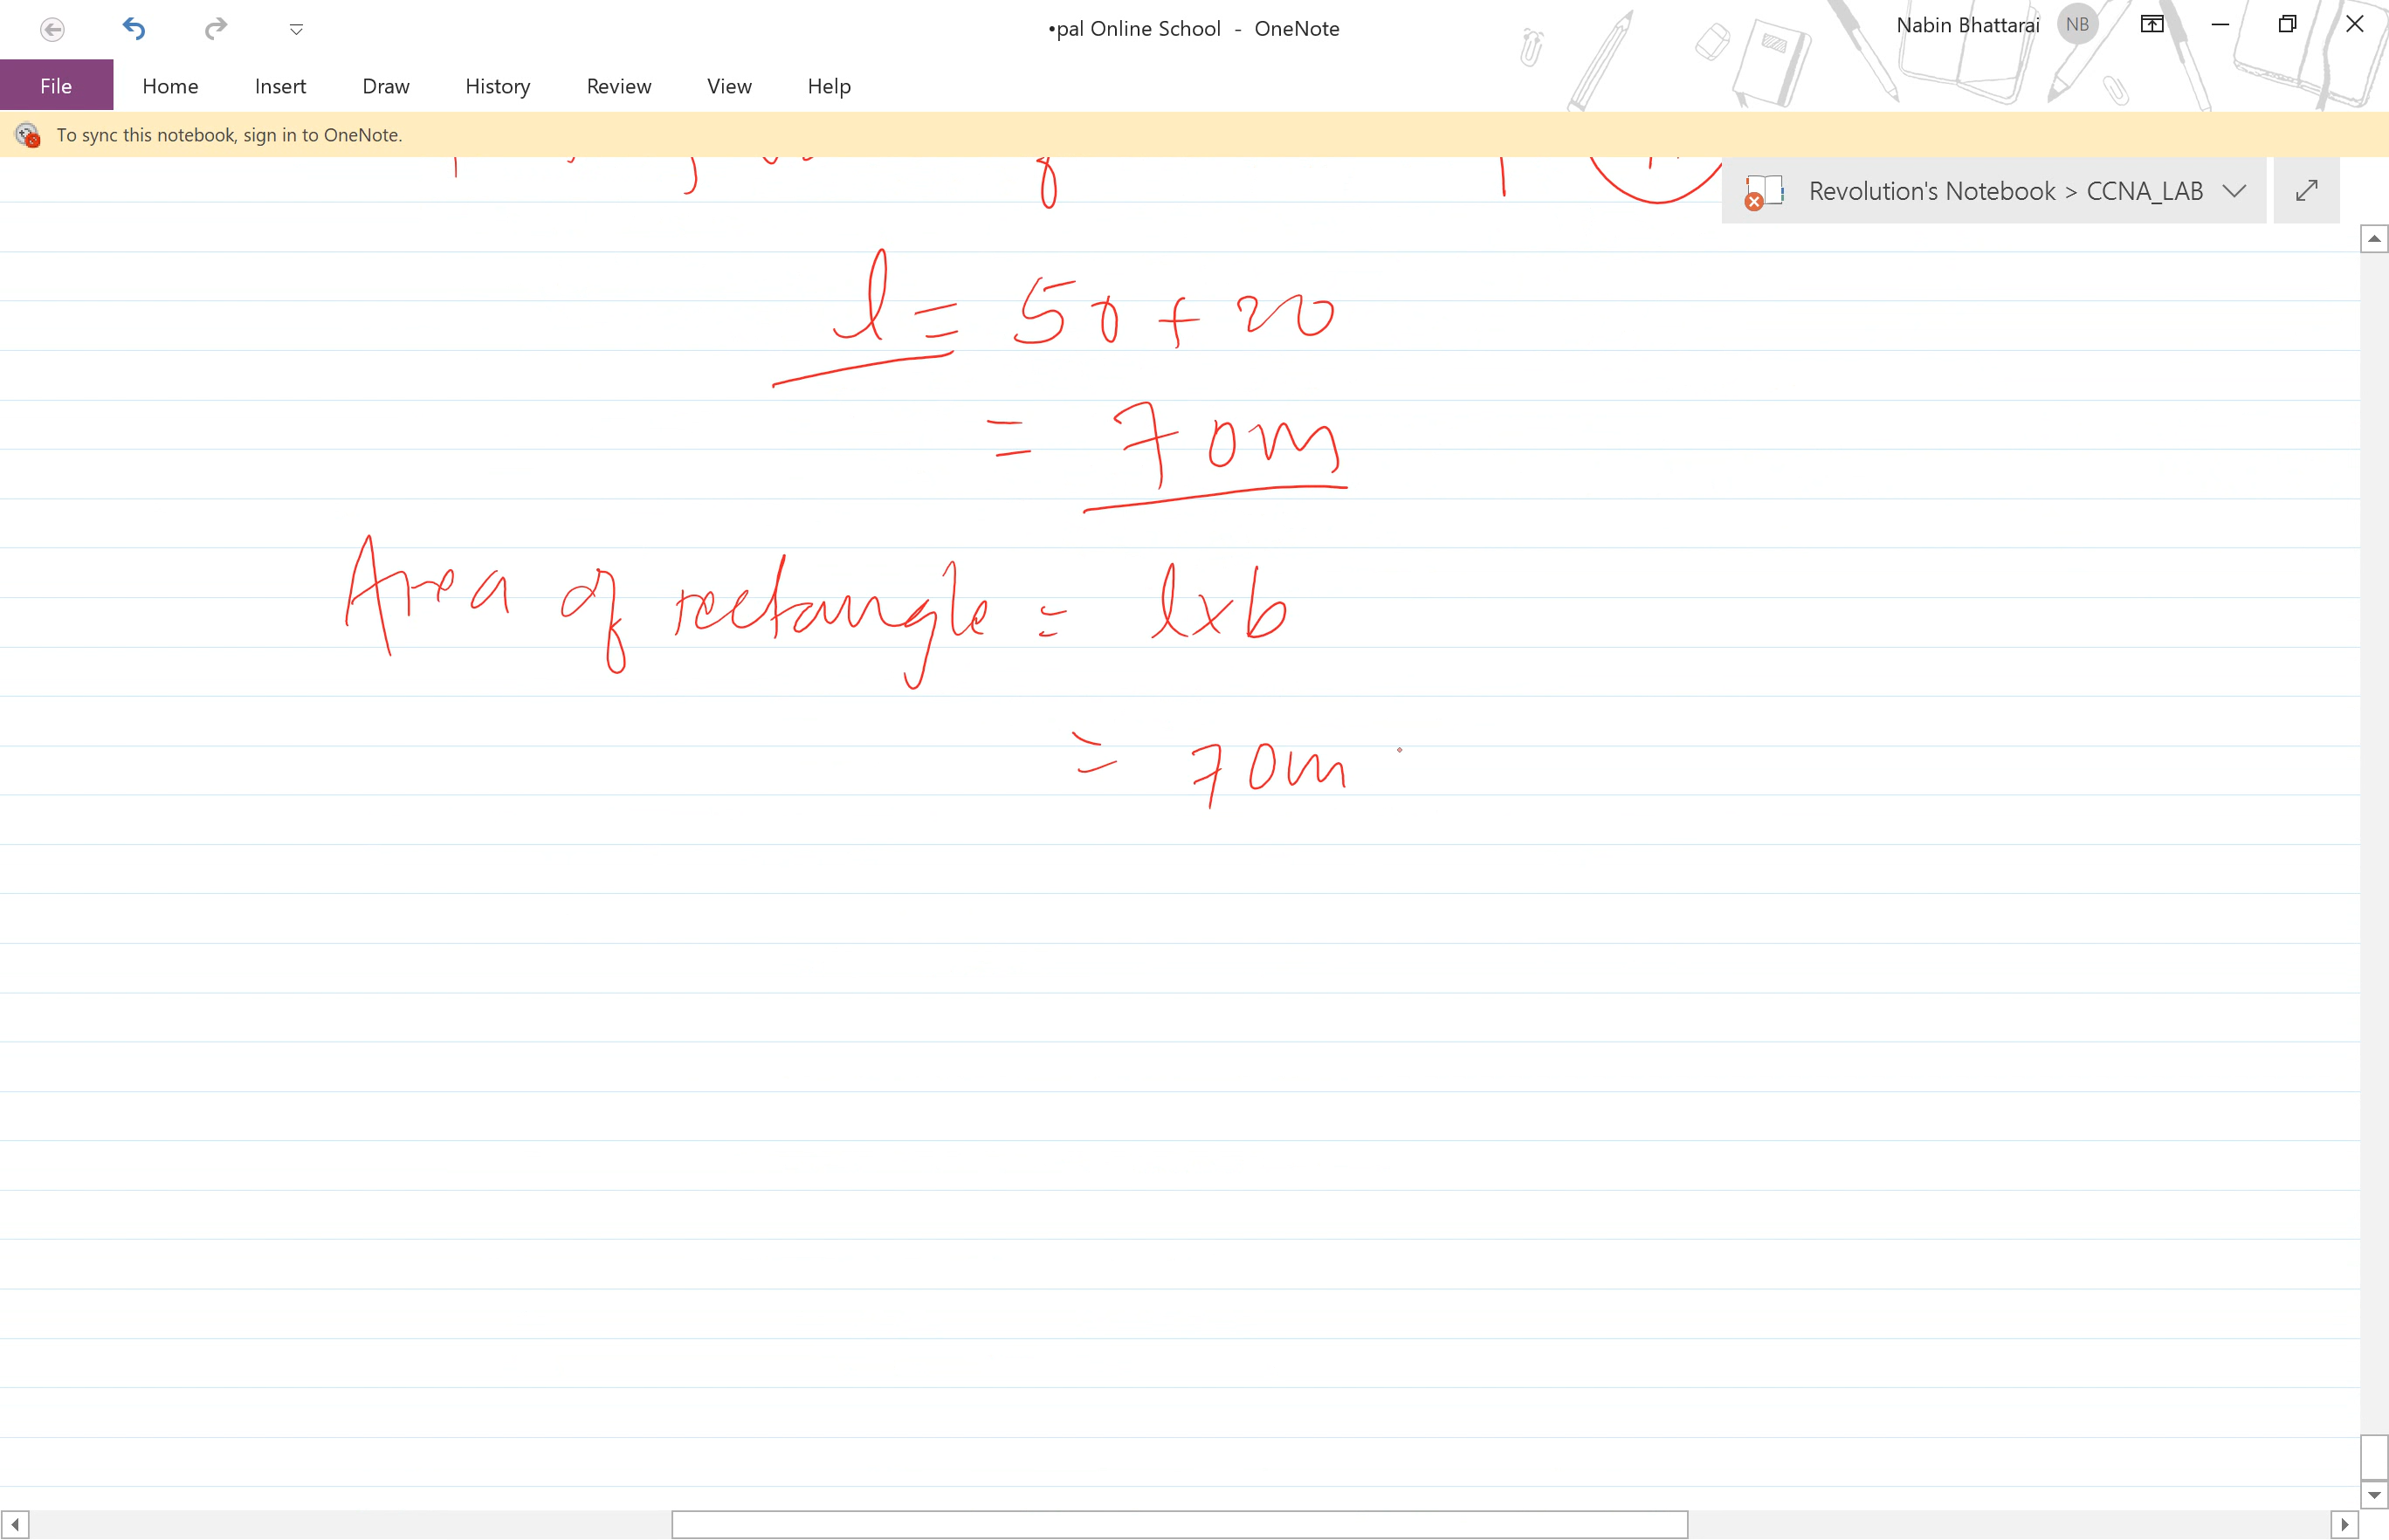 •pal Online School - OneNote
Nabin Bhattarai NB
File Home Insert Draw History Review View Help
To sync this notebook, sign in to OneNote.
Revolution's Notebook > CCNA_LAB
l = 50 + 20
= 70m
Area of rectangle = l×b
= 70m